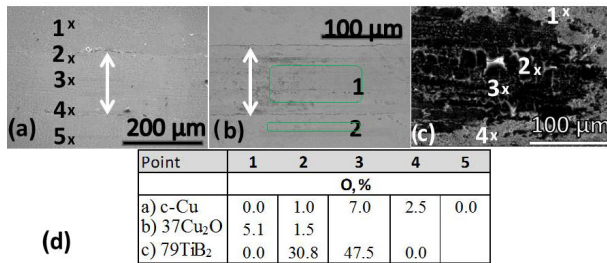 1x
2x
3x
4x
5x
(a)
200 µm
100 µm
1
2
(b)
1x
2x
3x
4x
(c)
100 µm
(d)
Point 1 2 3 4 5
O, %
a) c-Cu 0.0 1.0 7.0 2.5 0.0
b) 37Cu₂O 5.1 1.5
c) 79TiB₂ 0.0 30.8 47.5 0.0